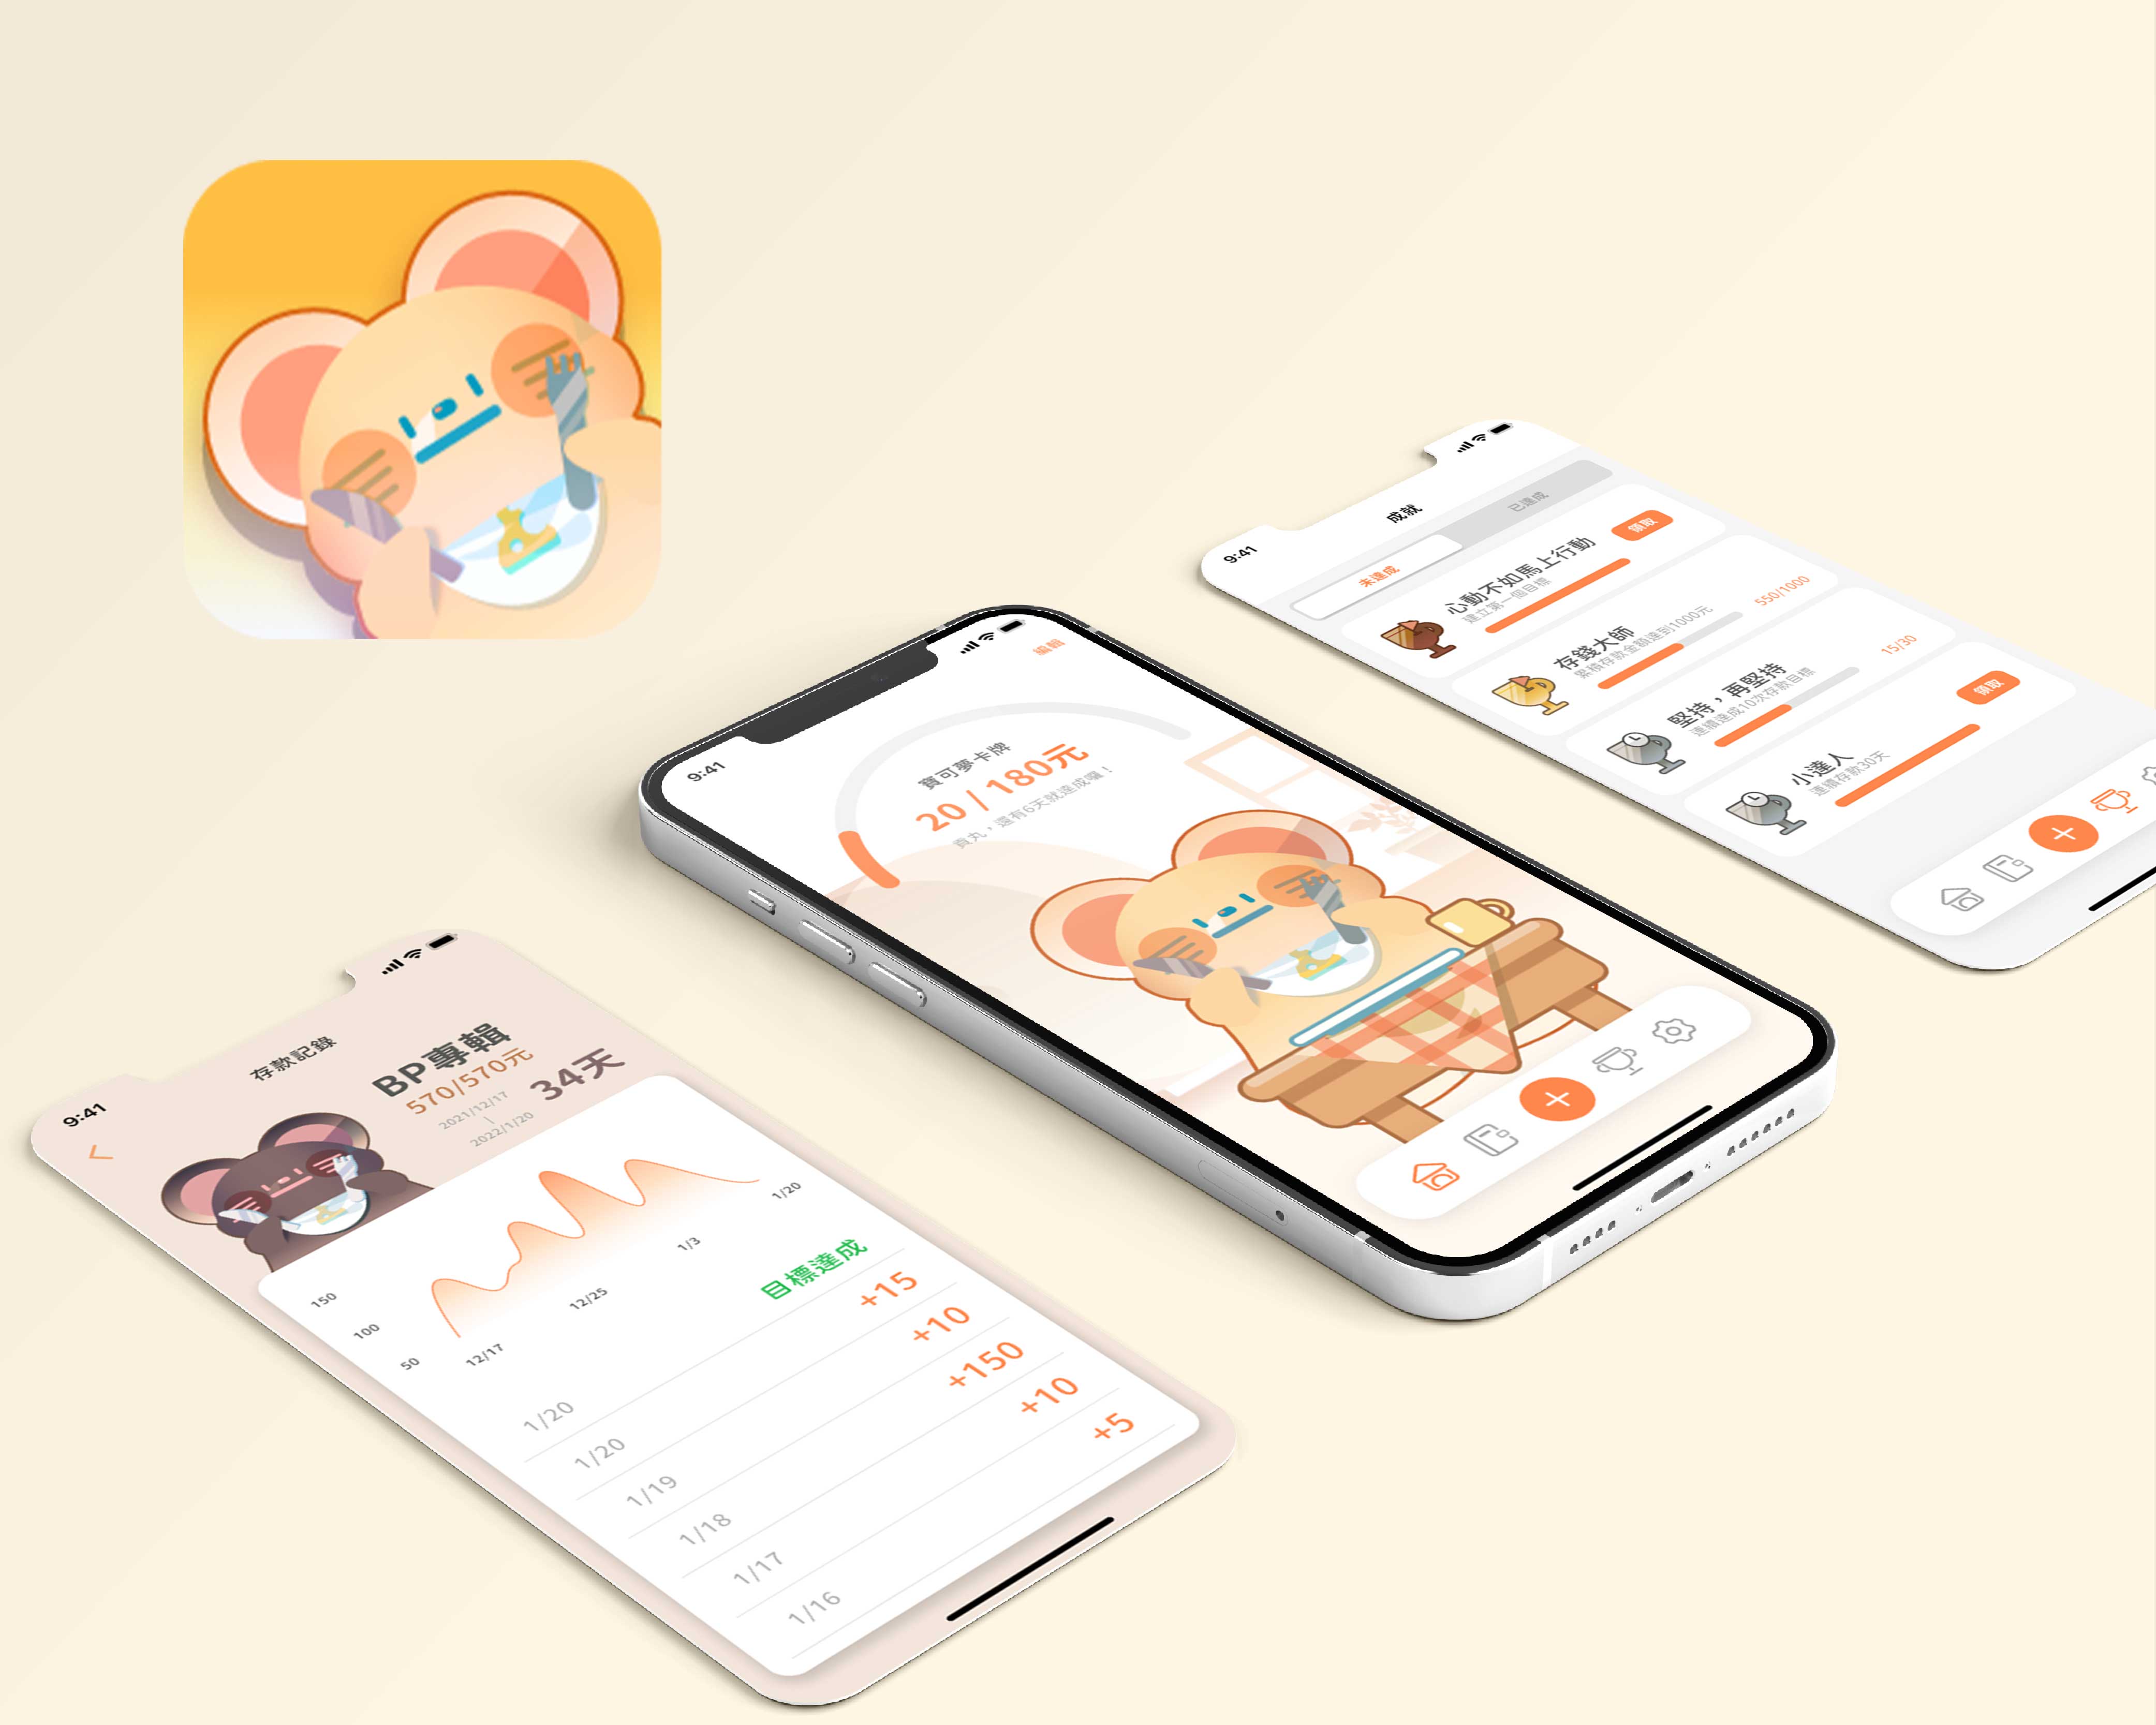 9:41
存款記錄
BP專輯
570/570元
2021/12/17
|
2022/1/20
34天
150
100
50
12/17
12/25
1/3
1/20
1/20
目標達成
1/20
+15
1/19
+10
1/18
+150
1/17
+10
1/16
+5
9:41
編輯
寶可夢卡牌
20 / 180元
貢丸，還有6天就達成囉！
9:41
成就
未達成
已達成
心動不如馬上行動
建立第一個目標
領取
存錢大師
累積存款金額達到1000元
550/1000
堅持，再堅持
連續達成10次存款目標
15/30
小達人
連續存款30天
領取